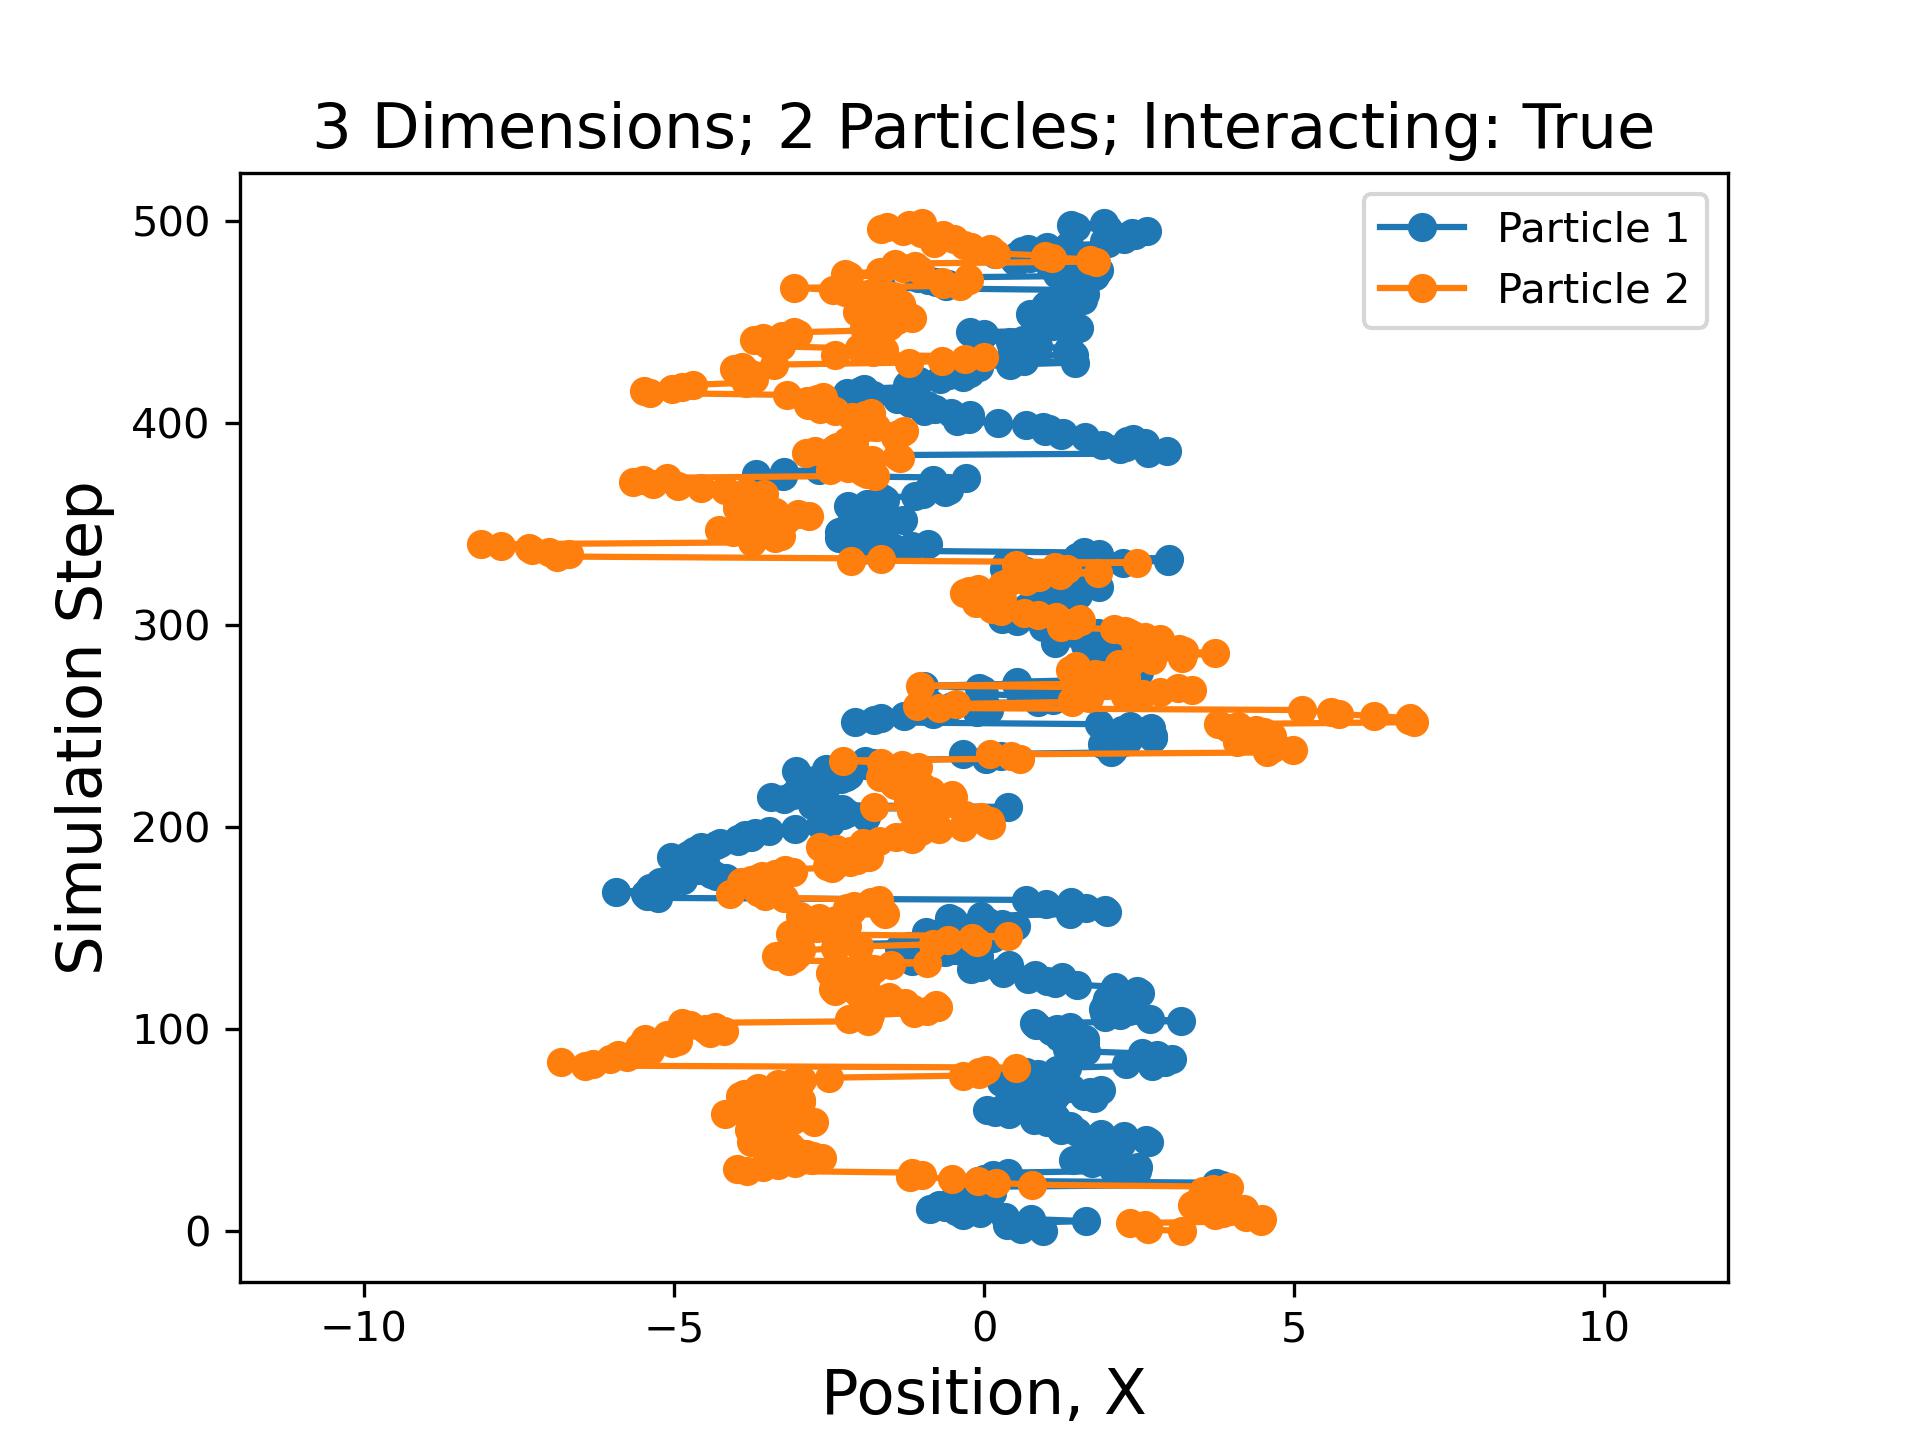 3 Dimensions; 2 Particles; Interacting: True
Particle 1
Particle 2
Simulation Step
500
400
300
200
100
0
−10
−5
0
5
10
Position, X